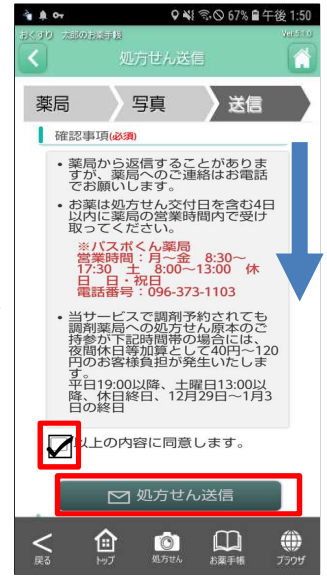 67% 午後 1:50
おくすり 太郎のお薬手帳 Ver.5.1.0
処方せん送信
薬局 写真 送信
確認事項(必須)
• 薬局から返信することがありま
すが、薬局へのご連絡はお電話
でお願いします。
• お薬は処方せん交付日を含む4日
以内に薬局の営業時間内で受け
取ってください。
※パスポくん薬局
営業時間：月～金 8:30～
17:30 土 8:00～13:00 休
日 日・祝日
電話番号：096-373-1103
• 当サービスで調剤予約されても
調剤薬局への処方せん原本のご
持参が下記時間帯の場合には、
夜間休日等加算として40円～120
円のお客様負担が発生いたしま
す。
平日19:00以降、土曜日13:00以
降、休日終日、12月29日～1月3
日の終日
以上の内容に同意します。
処方せん送信
戻る トップ 処方せん お薬手帳 ブラウザ